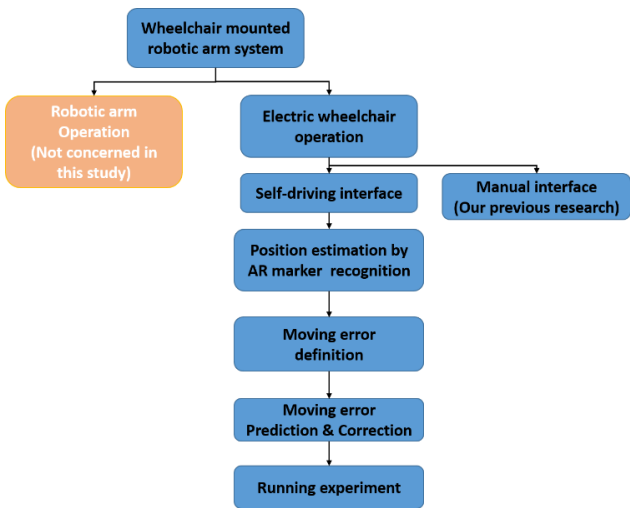 Wheelchair mounted
robotic arm system
Robotic arm
Operation
(Not concerned in
this study)
Electric wheelchair
operation
Self-driving interface
Manual interface
(Our previous research)
Position estimation by
AR marker recognition
Moving error
definition
Moving error
Prediction & Correction
Running experiment